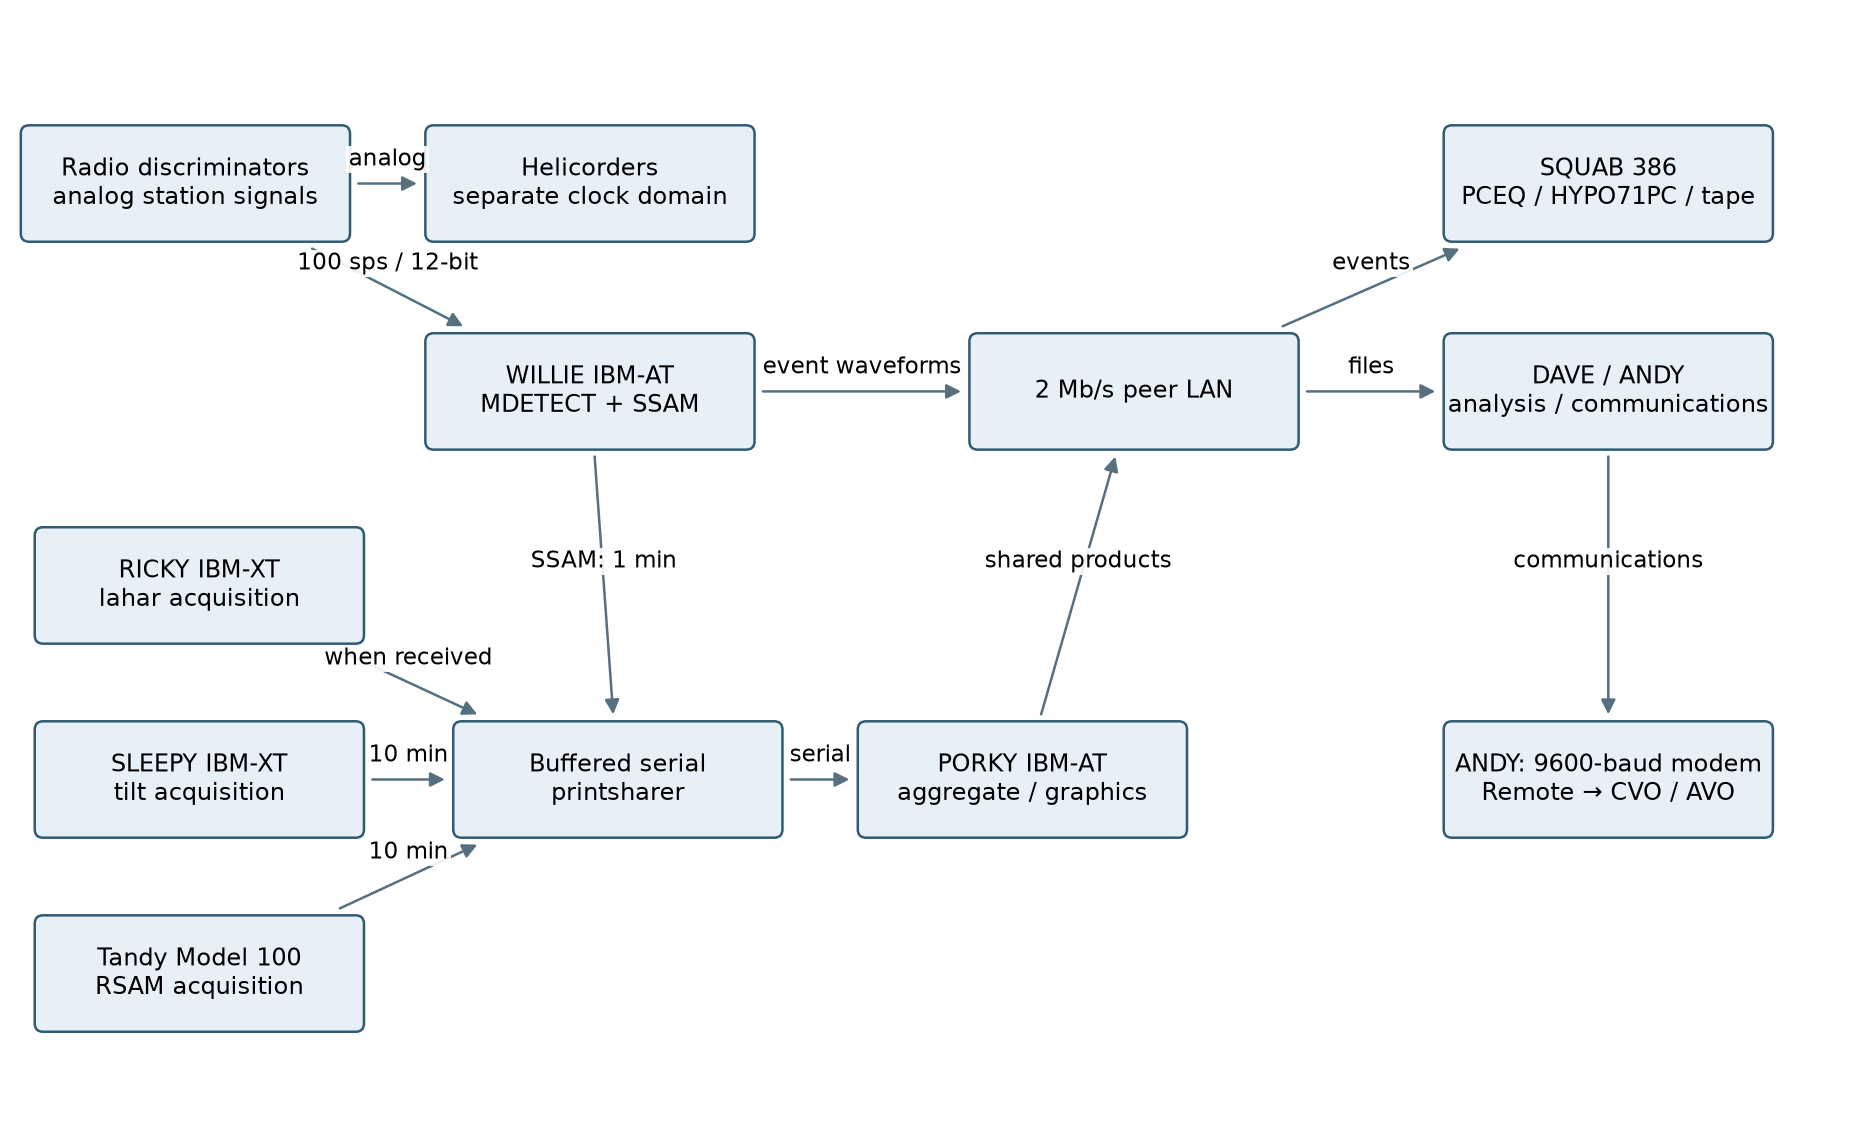 Radio discriminators
analog station signals
analog
Helicorders
separate clock domain
SQUAB 386
PCEQ / HYPO71PC / tape
100 sps / 12-bit
events
WILLIE IBM-AT
MDETECT + SSAM
event waveforms
2 Mb/s peer LAN
files
DAVE / ANDY
analysis / communications
RICKY IBM-XT
lahar acquisition
SSAM: 1 min
shared products
communications
when received
SLEEPY IBM-XT
tilt acquisition
10 min
Buffered serial
printsharer
serial
PORKY IBM-AT
aggregate / graphics
ANDY: 9600-baud modem
Remote → CVO / AVO
10 min
Tandy Model 100
RSAM acquisition